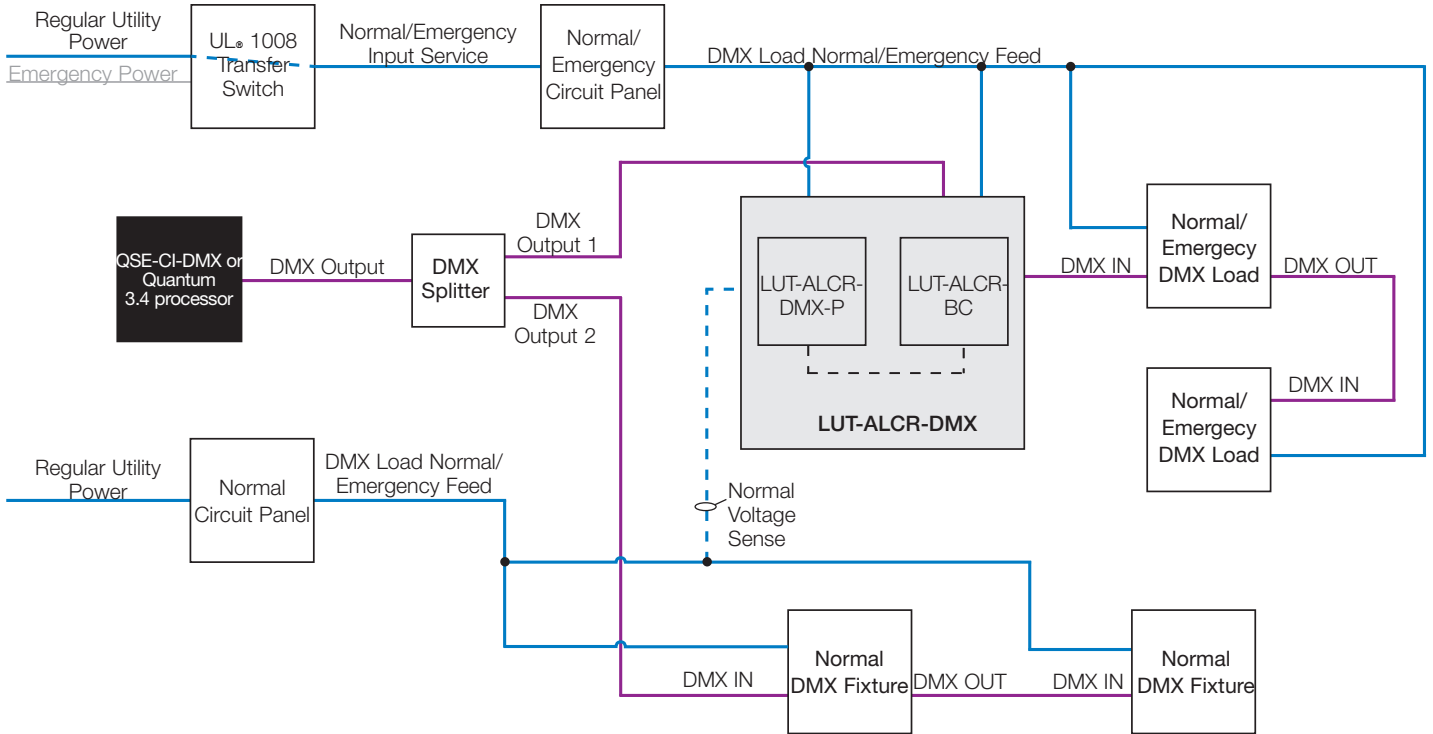 Regular Utility
Power
Emergency Power
UL® 1008
Transfer
Switch
Normal/Emergency
Input Service
Normal/
Emergency
Circuit Panel
DMX Load Normal/Emergency Feed
QSE-CI-DMX or
Quantum
3.4 processor
DMX Output
DMX
Splitter
DMX
Output 1
DMX
Output 2
LUT-ALCR-
DMX-P
LUT-ALCR-
BC
LUT-ALCR-DMX
DMX IN
Normal/
Emergecy
DMX Load
DMX OUT
DMX IN
Normal/
Emergecy
DMX Load
Regular Utility
Power
Normal
Circuit Panel
DMX Load Normal/
Emergency Feed
Normal
Voltage
Sense
DMX IN
Normal
DMX Fixture
DMX OUT
DMX IN
Normal
DMX Fixture